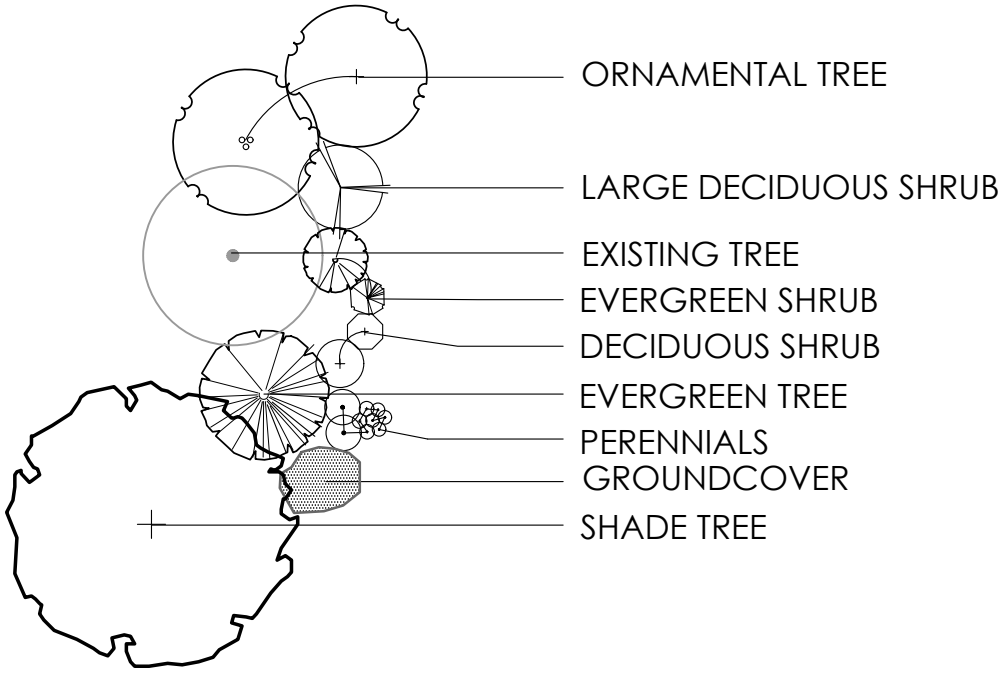 ORNAMENTAL TREE
LARGE DECIDUOUS SHRUB
EXISTING TREE
EVERGREEN SHRUB
DECIDUOUS SHRUB
EVERGREEN TREE
PERENNIALS
GROUNDCOVER
SHADE TREE